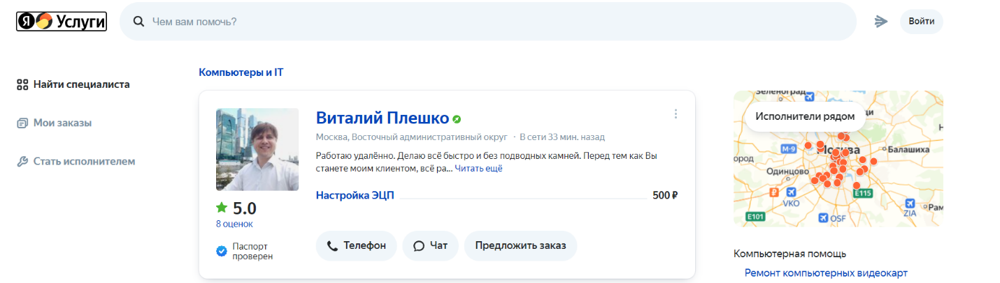 Я Услуги
Чем вам помочь?
Войти
Найти специалиста
Мои заказы
Стать исполнителем
Компьютеры и IT
Виталий Плешко
Москва, Восточный административный округ · В сети 33 мин. назад
Работаю удалённо. Делаю всё быстро и без подводных камней. Перед тем как Вы
станете моим клиентом, всё ра... Читать ещё
Настройка ЭЦП 500 ₽
5.0
8 оценок
Паспорт
проверен
Телефон
Чат
Предложить заказ
Исполнители рядом
M-9
Москва
Балашиха
Одинцово
VKO
E115
E101
OSF
ZIA
Компьютерная помощь
Ремонт компьютерных видеокарт